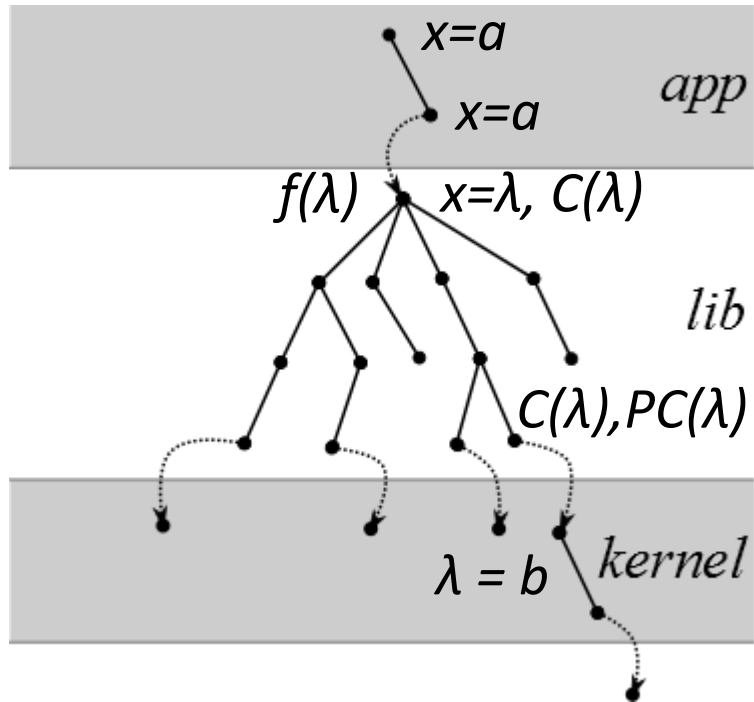 x=a
app
x=a
f(λ)
x=λ, C(λ)
lib
C(λ),PC(λ)
kernel
λ = b